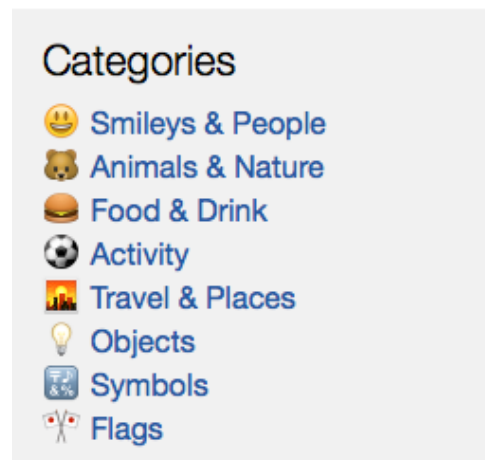 Categories
Smileys & People
Animals & Nature
Food & Drink
Activity
Travel & Places
Objects
Symbols
Flags